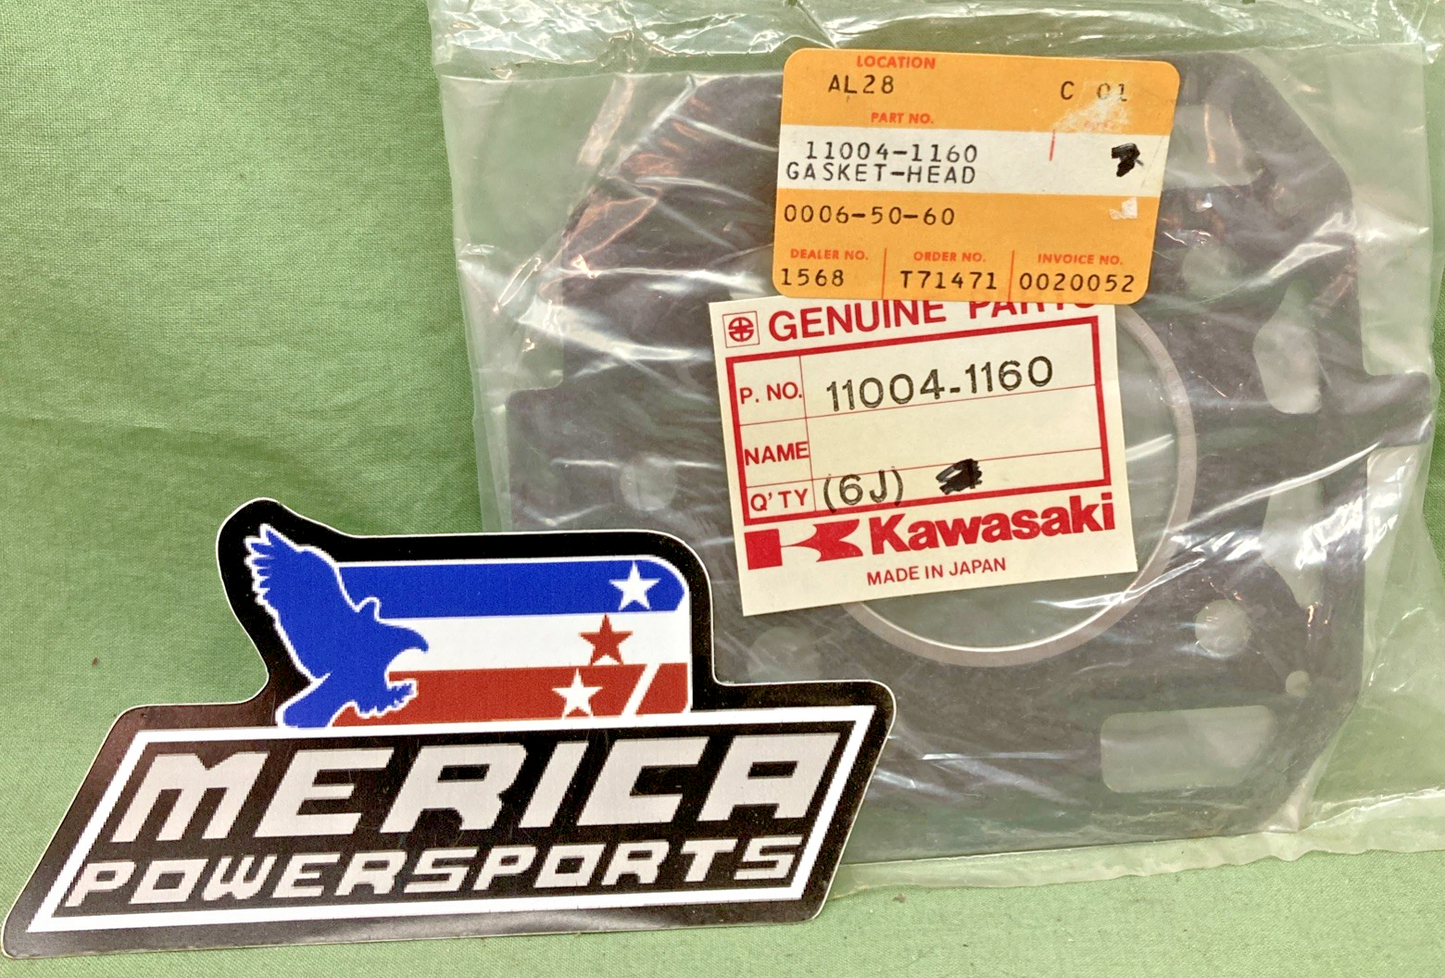 LOCATION
AL28 C 01
PART NO.
11004-1160
GASKET-HEAD
0006-50-60
DEALER NO. ORDER NO. INVOICE NO.
1568 T71471 0020052
GENUINE PARTS
P. NO. 11004-1160
NAME
Q'TY (6J)
Kawasaki
MADE IN JAPAN
MERICA
POWERSPORTS